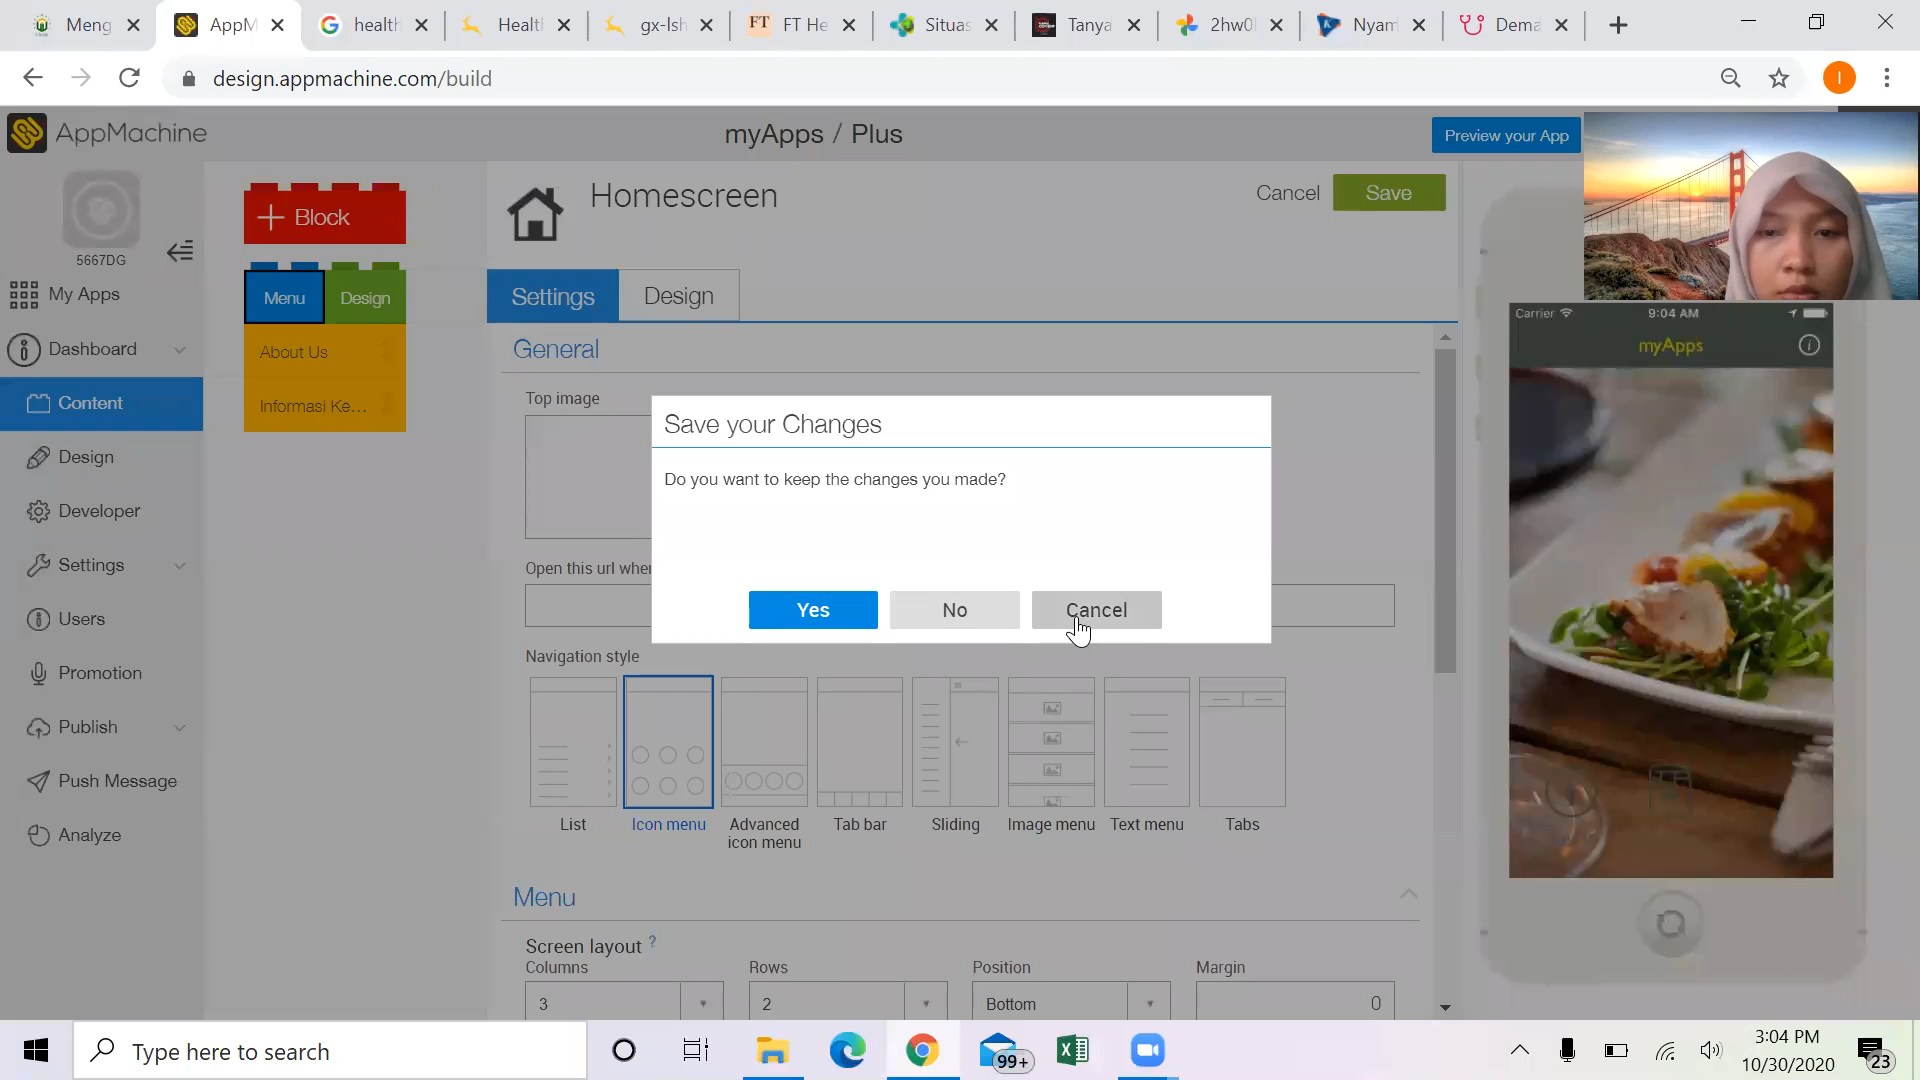 Meng
AppM
health
Healt
gx-lsh
FT
FT He
Situas
Tanya
2hw0
Nyam
Dema
design.appmachine.com/build
I
AppMachine
myApps / Plus
Preview your App
5667DG
My Apps
Dashboard
Content
Design
Developer
Settings
Users
Promotion
Publish
Push Message
Analyze
Block
Menu
Design
About Us
Informasi Ke...
Homescreen
Cancel
Save
Settings
Design
General
Top image
Open this url wher
Save your Changes
Do you want to keep the changes you made?
Yes
No
Cancel
Navigation style
List
Icon menu
Advanced
icon menu
Tab bar
Sliding
Image menu
Text menu
Tabs
Menu
Screen layout ?
Columns
Rows
Position
Margin
3
2
Bottom
0
Carrier
9:04 AM
myApps
Type here to search
99+
3:04 PM
10/30/2020
23